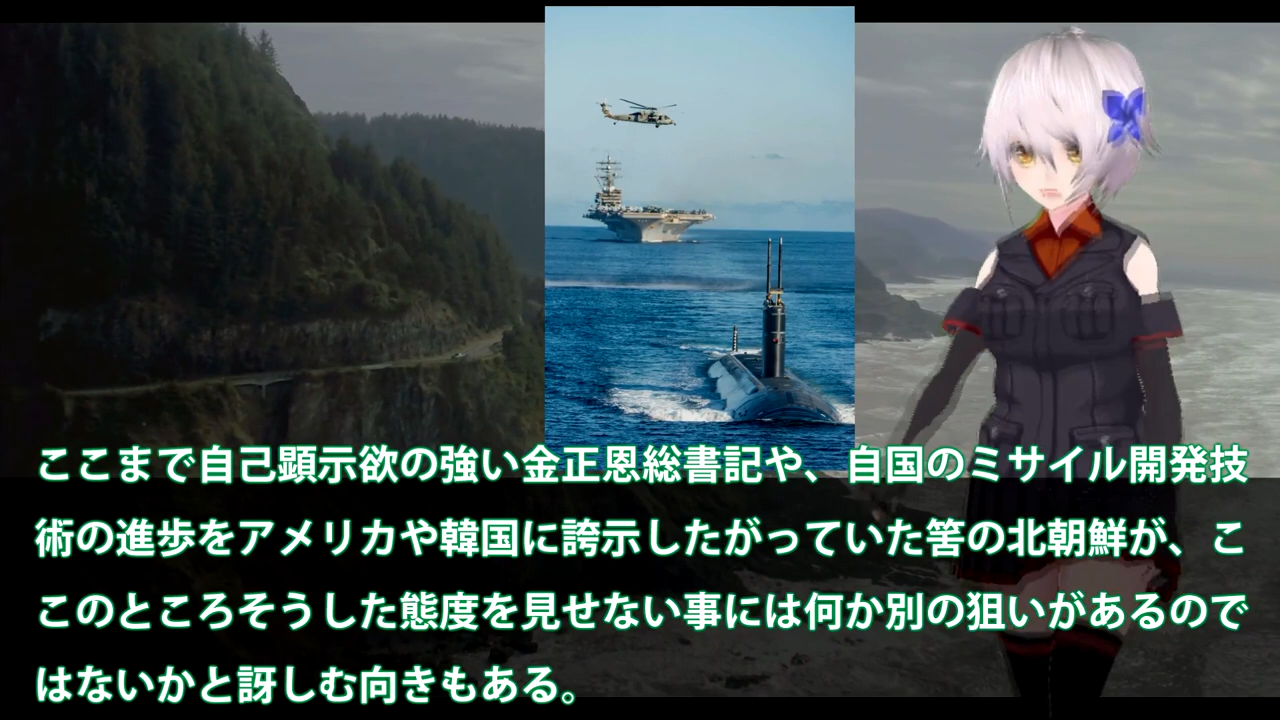 ここまで自己顕示欲の強い金正恩総書記や、自国のミサイル開発技
術の進歩をアメリカや韓国に誇示したがっていた筈の北朝鮮が、こ
このところそうした態度を見せない事には何か別の狙いがあるので
はないかと訝しむ向きもある。